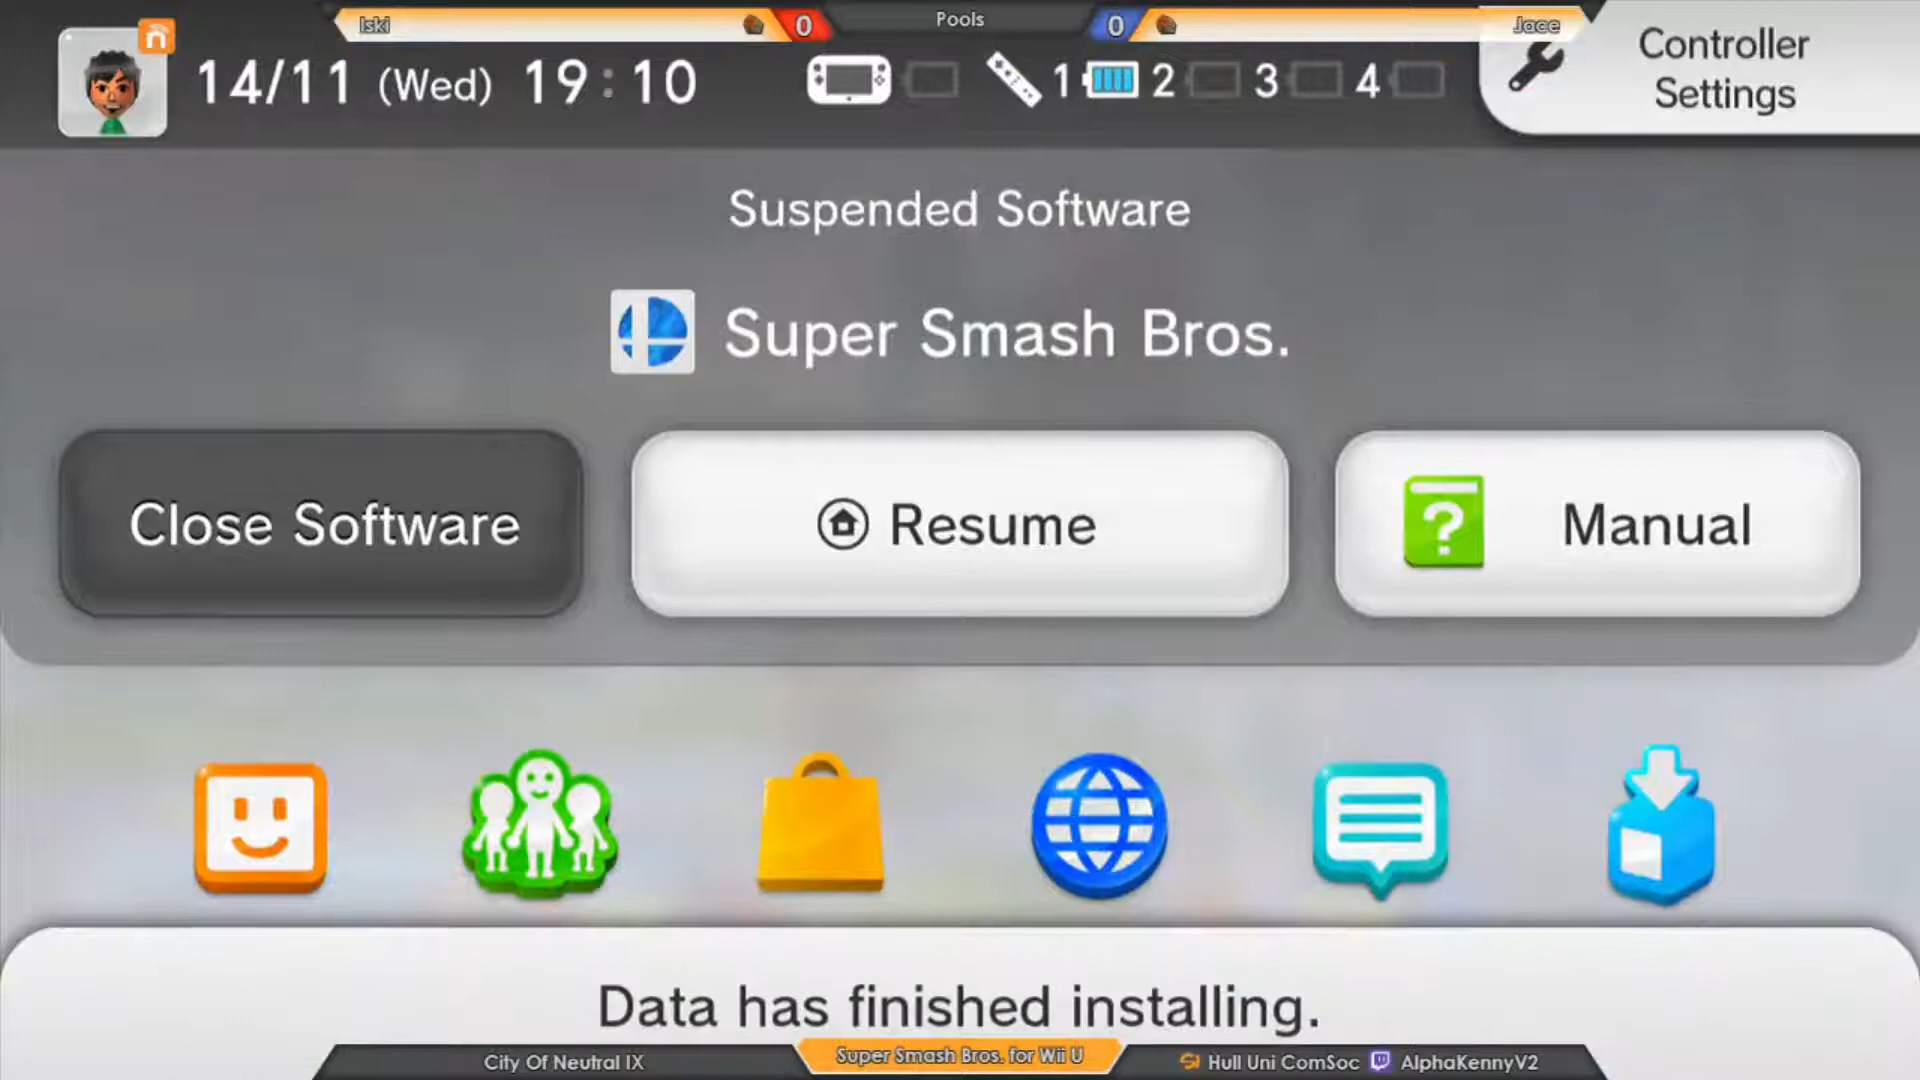 Iski 0 Pools 0 Jace
14/11 (Wed) 19:10 1 2 3 4
Controller
Settings
Suspended Software
Super Smash Bros.
Close Software
Resume
? Manual
Data has finished installing.
City Of Neutral IX
Super Smash Bros. for Wii U
Hull Uni ComSoc AlphaKennyV2